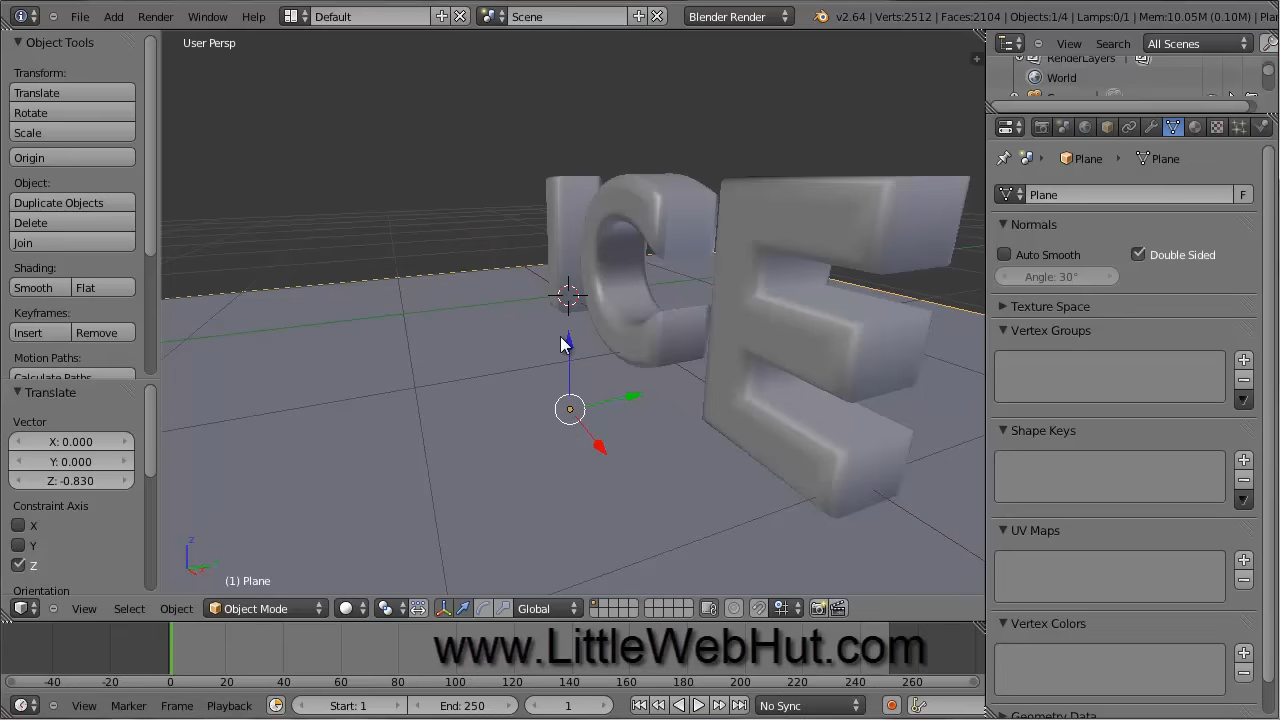 File Add Render Window Help Default Scene Blender Render v2.64 | Verts:2512 | Faces:2104 | Objects:1/4 | Lamps:0/1 | Mem:10.05M (0.10M) | Pla
Object Tools
Transform:
Translate
Rotate
Scale
Origin
Object:
Duplicate Objects
Delete
Join
Shading:
Smooth Flat
Keyframes:
Insert Remove
Motion Paths:
Calculate Paths
Translate
Vector
X: 0.000
Y: 0.000
Z: -0.830
Constraint Axis
X
Y
Z
Orientation
User Persp
ICE
z
(1) Plane
View Select Object Object Mode Global
View Search All Scenes
RenderLayers
World
Plane Plane
Plane F
Normals
Auto Smooth Double Sided
Angle: 30°
Texture Space
Vertex Groups
Shape Keys
UV Maps
Vertex Colors
Geometry Data
www.LittleWebHut.com
-40 -20 0 20 40 60 80 100 120 140 160 180 200 220 240 260
View Marker Frame Playback Start: 1 End: 250 1 No Sync